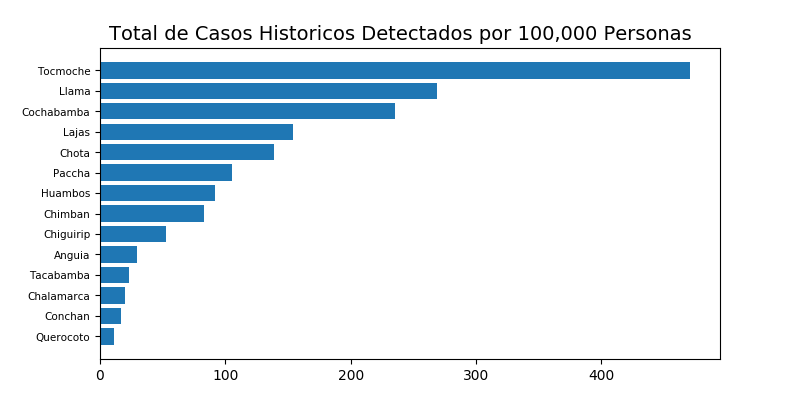 Total de Casos Historicos Detectados por 100,000 Personas
Tocmoche
Llama
Cochabamba
Lajas
Chota
Paccha
Huambos
Chimban
Chiguirip
Anguia
Tacabamba
Chalamarca
Conchan
Querocoto
0 100 200 300 400